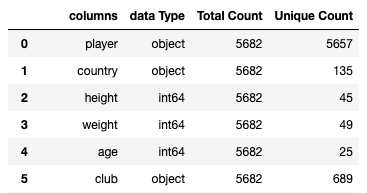 columns data Type Total Count Unique Count
0 player object 5682 5657
1 country object 5682 135
2 height int64 5682 45
3 weight int64 5682 49
4 age int64 5682 25
5 club object 5682 689